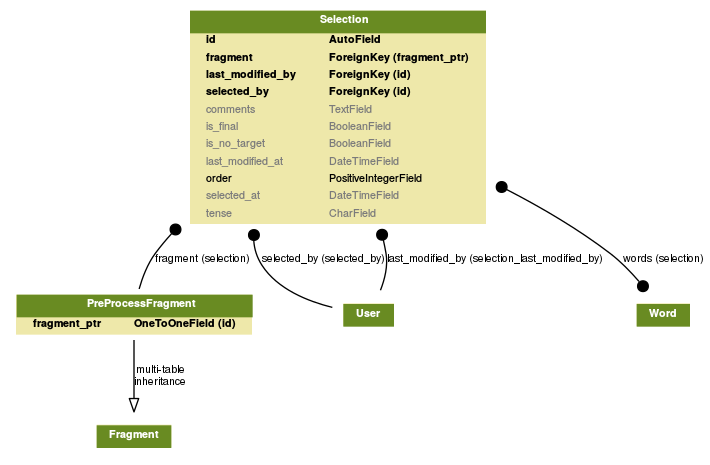 Selection
id AutoField
fragment ForeignKey (fragment_ptr)
last_modified_by ForeignKey (id)
selected_by ForeignKey (id)
comments TextField
is_final BooleanField
is_no_target BooleanField
last_modified_at DateTimeField
order PositiveIntegerField
selected_at DateTimeField
tense CharField
fragment (selection) selected_by (selected_by) last_modified_by (selection_last_modified_by) words (selection)
PreProcessFragment
fragment_ptr OneToOneField (id)
User
Word
multi-table
inheritance
Fragment